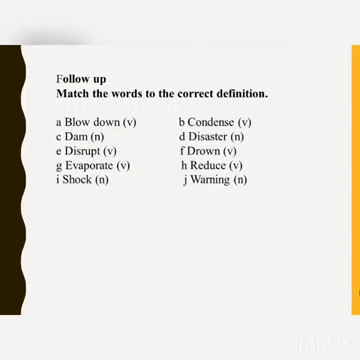 Follow up
Match the words to the correct definition.
a Blow down (v) b Condense (v)
c Dam (n) d Disaster (n)
e Disrupt (v) f Drown (v)
g Evaporate (v) h Reduce (v)
i Shock (n) j Warning (n)